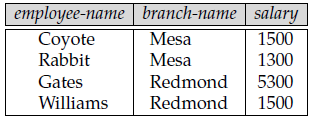 employee-name branch-name salary
Coyote Mesa 1500
Rabbit Mesa 1300
Gates Redmond 5300
Williams Redmond 1500